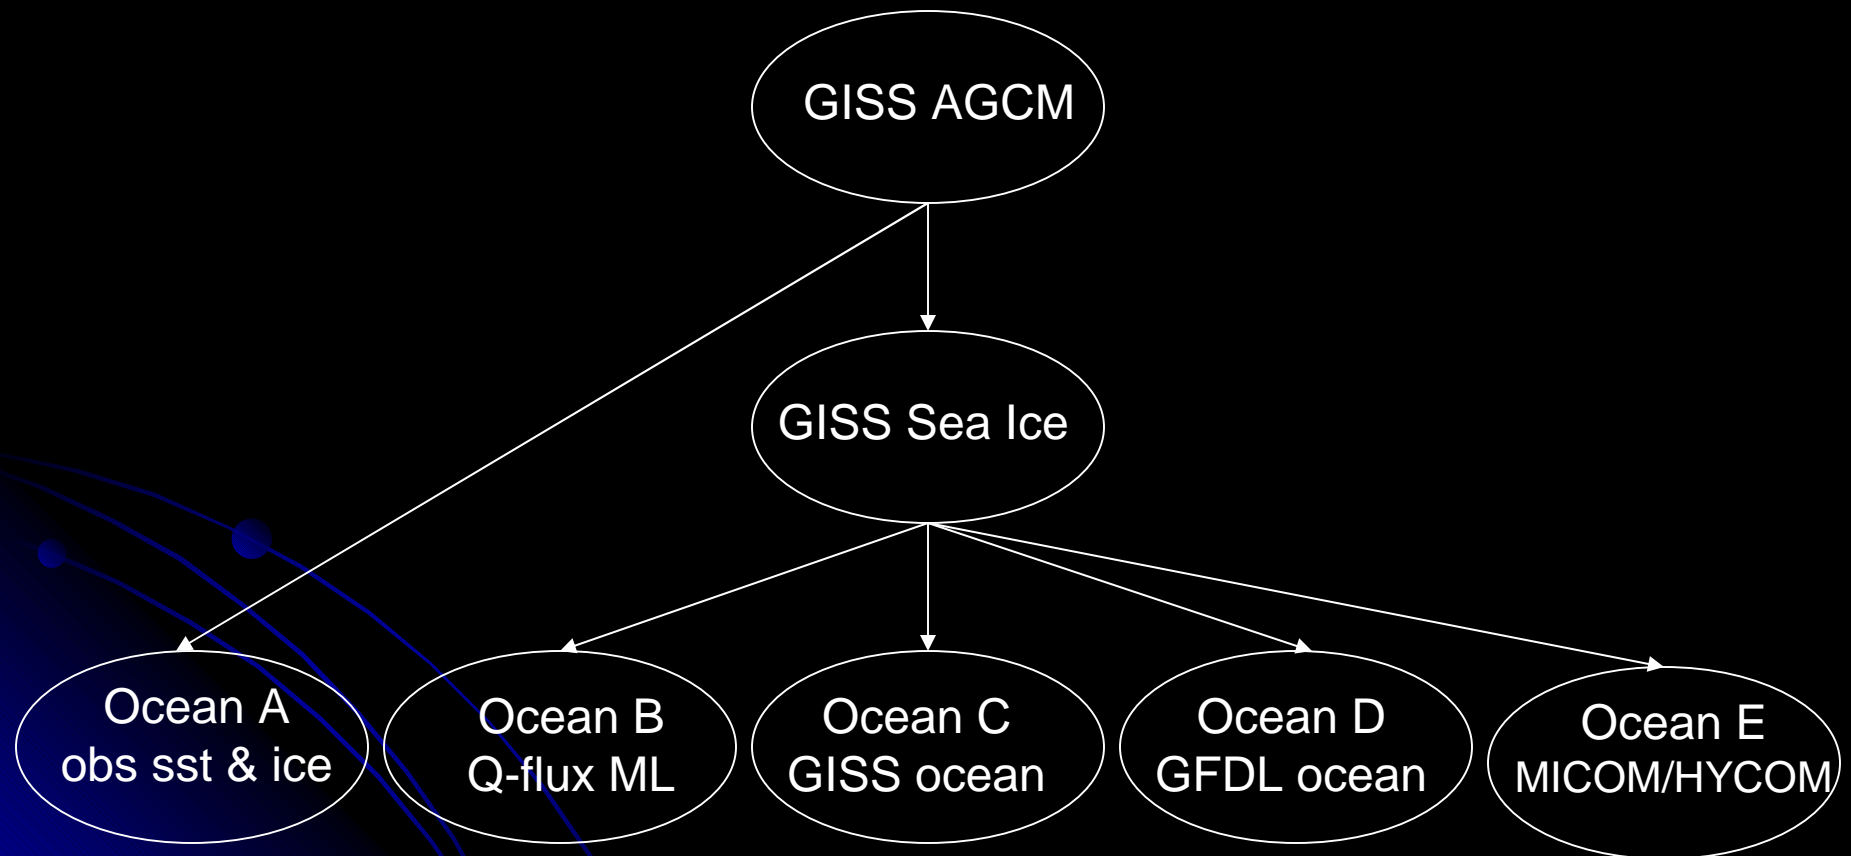 GISS AGCM
GISS Sea Ice
Ocean A
obs sst & ice
Ocean B
Q-flux ML
Ocean C
GISS ocean
Ocean D
GFDL ocean
Ocean E
MICOM/HYCOM